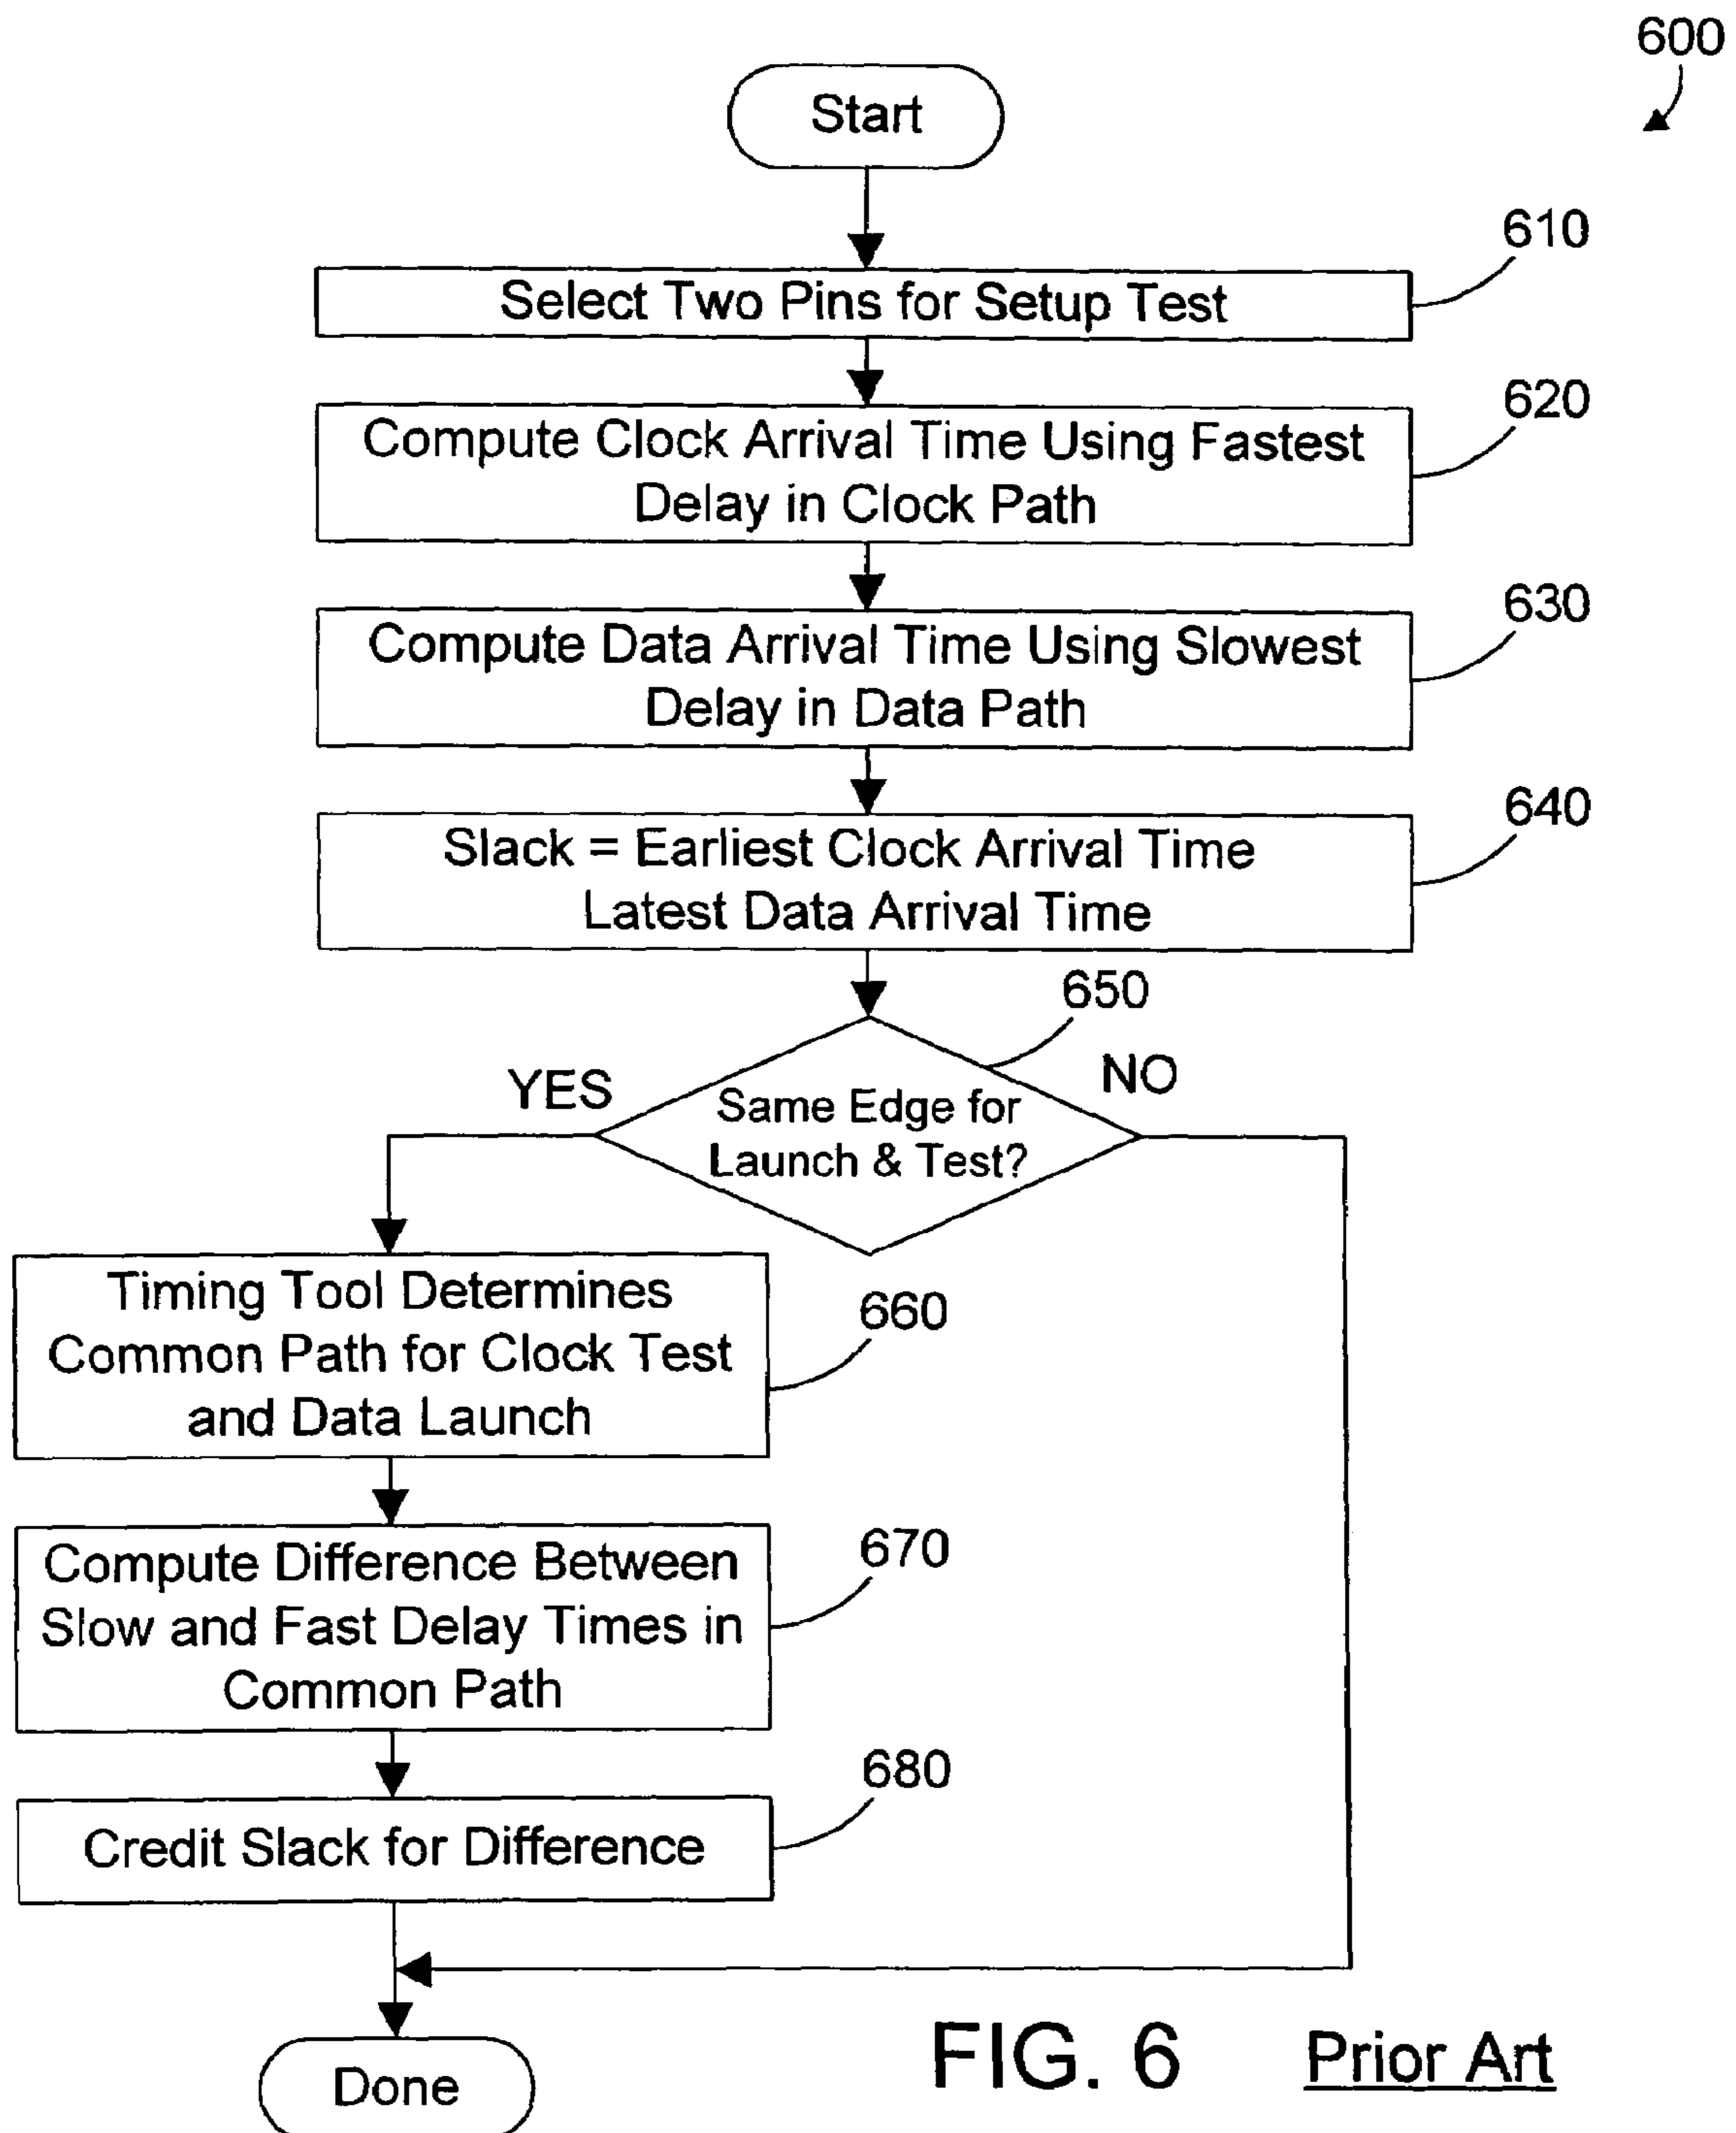 600
Start
610
Select Two Pins for Setup Test
620
Compute Clock Arrival Time Using Fastest
Delay in Clock Path
630
Compute Data Arrival Time Using Slowest
Delay in Data Path
640
Slack = Earliest Clock Arrival Time
Latest Data Arrival Time
650
YES
NO
Same Edge for
Launch & Test?
660
Timing Tool Determines
Common Path for Clock Test
and Data Launch
670
Compute Difference Between
Slow and Fast Delay Times in
Common Path
680
Credit Slack for Difference
Done
FIG. 6 Prior Art